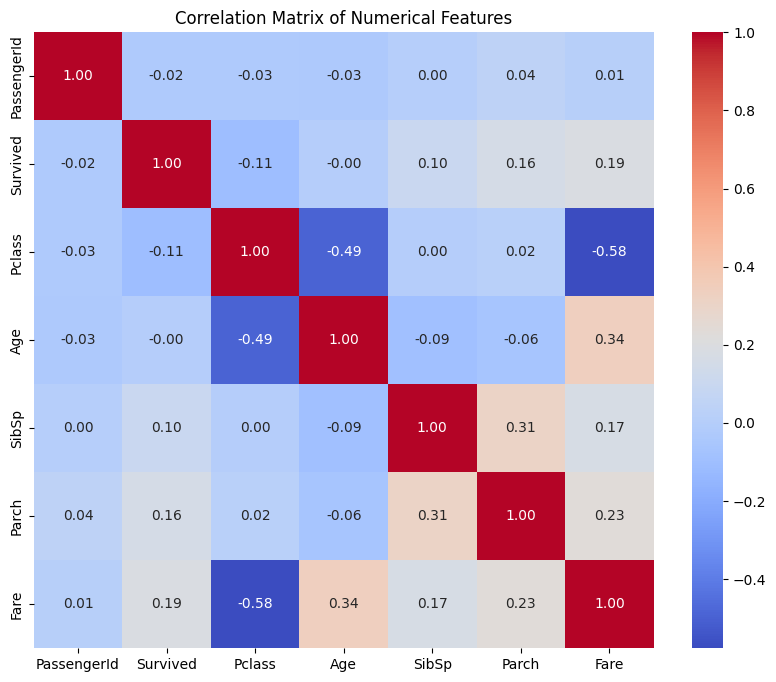 Correlation Matrix of Numerical Features
PassengerId 1.00 -0.02 -0.03 -0.03 0.00 0.04 0.01
Survived -0.02 1.00 -0.11 -0.00 0.10 0.16 0.19
Pclass -0.03 -0.11 1.00 -0.49 0.00 0.02 -0.58
Age -0.03 -0.00 -0.49 1.00 -0.09 -0.06 0.34
SibSp 0.00 0.10 0.00 -0.09 1.00 0.31 0.17
Parch 0.04 0.16 0.02 -0.06 0.31 1.00 0.23
Fare 0.01 0.19 -0.58 0.34 0.17 0.23 1.00
PassengerId Survived Pclass Age SibSp Parch Fare
1.0
0.8
0.6
0.4
0.2
0.0
−0.2
−0.4